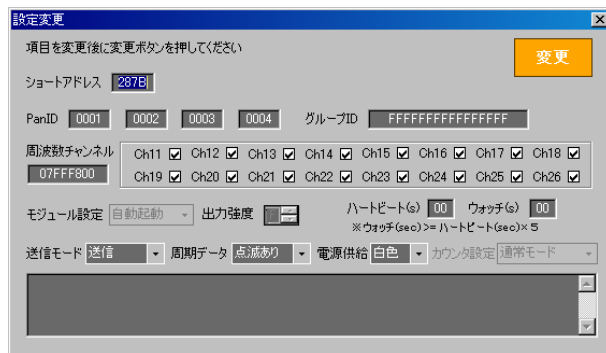 設定変更
項目を変更後に変更ボタンを押してください
変更
ショートアドレス 287B
PanID 0001 0002 0003 0004 グループID FFFFFFFFFFFFFFFF
周波数チャンネル Ch11 Ch12 Ch13 Ch14 Ch15 Ch16 Ch17 Ch18
07FFF800 Ch19 Ch20 Ch21 Ch22 Ch23 Ch24 Ch25 Ch26
モジュール設定 自動起動 出力強度 ハートビート(s) 00 ウォッチ(s) 00
※ウォッチ(sec)>=ハートビート(sec)×5
送信モード 送信 周期データ 点滅あり 電源供給 白色 カウンタ設定 通常モード